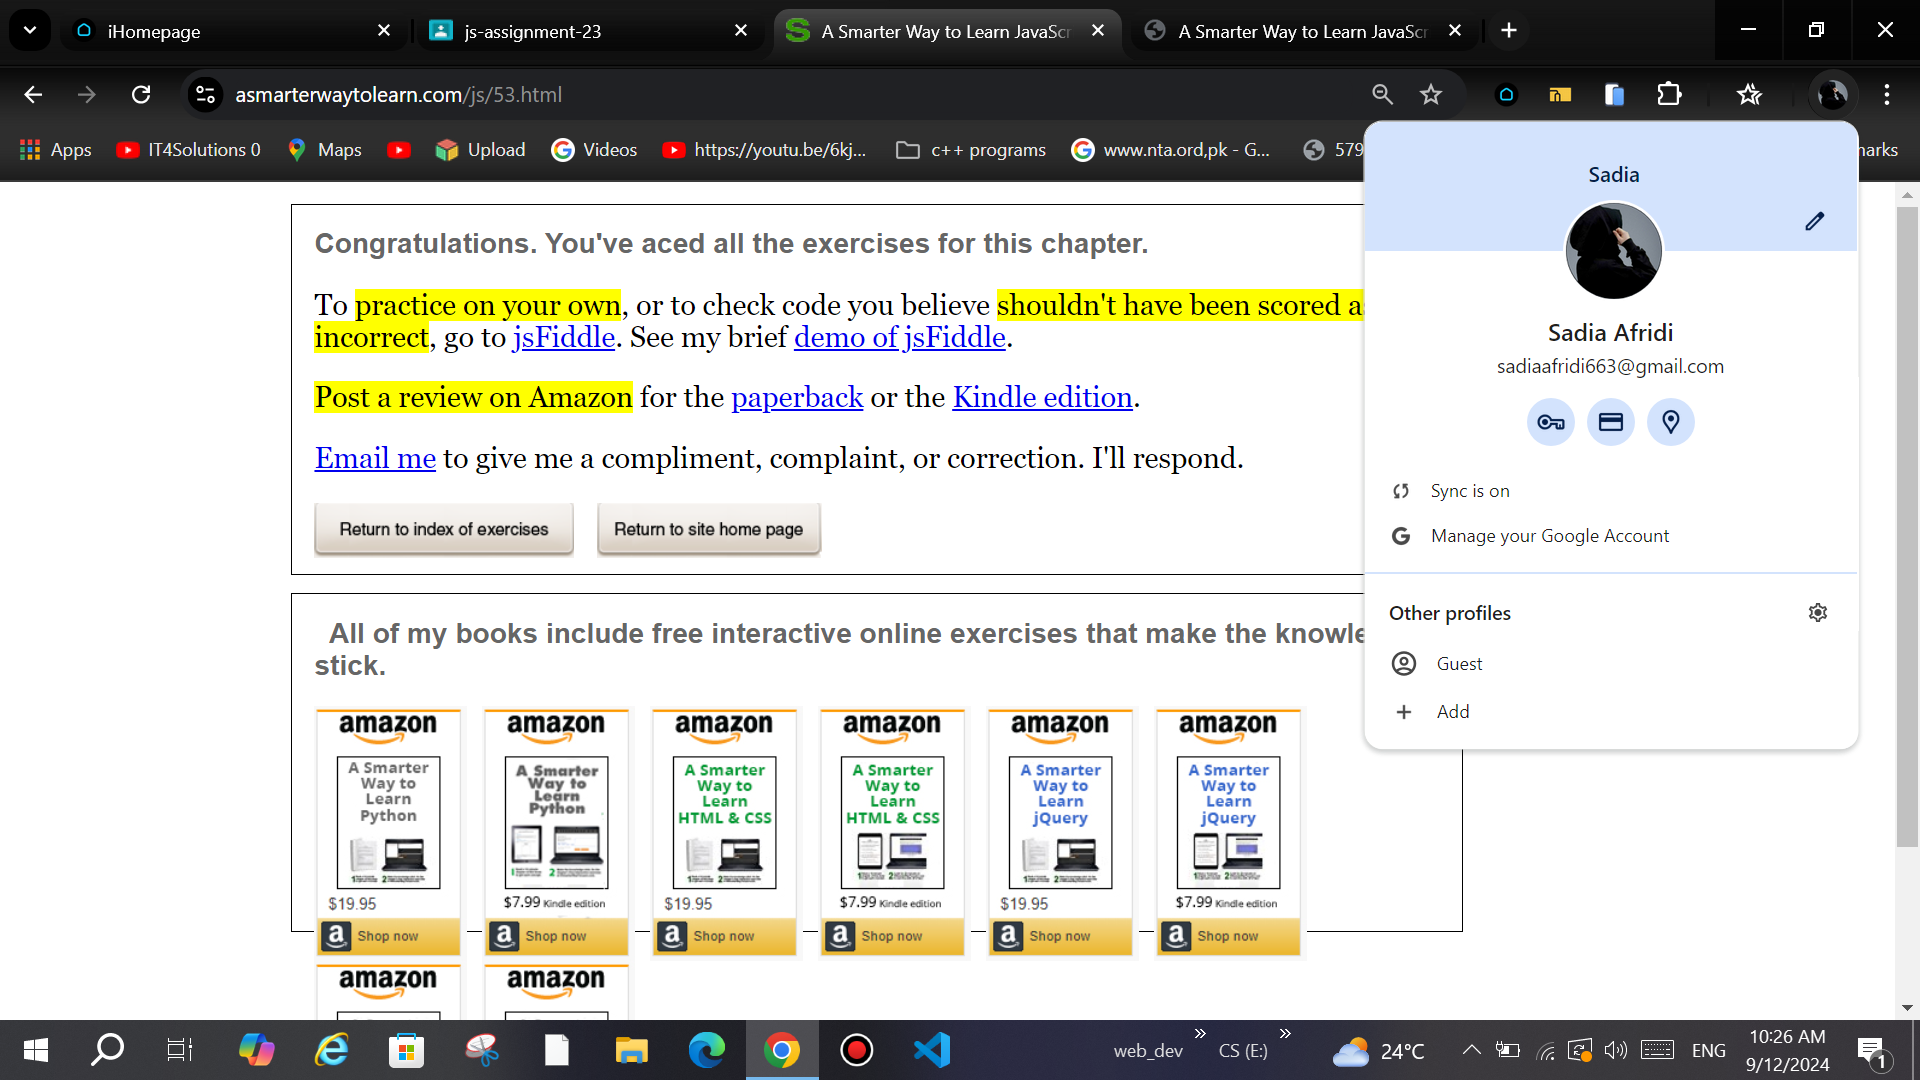 iHomepage
js-assignment-23
A Smarter Way to Learn JavaScr
A Smarter Way to Learn JavaScr
asmarterwaytolearn.com/js/53.html
Apps
IT4Solutions 0
Maps
Upload
Videos
https://youtu.be/6kj...
c++ programs
www.nta.ord,pk - G...
579
Congratulations. You've aced all the exercises for this chapter.
To practice on your own, or to check code you believe shouldn't have been scored as
incorrect, go to jsFiddle. See my brief demo of jsFiddle.
Post a review on Amazon for the paperback or the Kindle edition.
Email me to give me a compliment, complaint, or correction. I'll respond.
Return to index of exercises
Return to site home page
All of my books include free interactive online exercises that make the knowle
stick.
amazon
A Smarter
Way to
Learn
Python
$19.95
a Shop now
amazon
A Smarter
Way to
Learn
Python
$7.99 Kindle edition
a Shop now
amazon
A Smarter
Way to
Learn
HTML & CSS
$19.95
a Shop now
amazon
A Smarter
Way to
Learn
HTML & CSS
$7.99 Kindle edition
a Shop now
amazon
A Smarter
Way to
Learn
jQuery
$19.95
a Shop now
amazon
A Smarter
Way to
Learn
jQuery
$7.99 Kindle edition
a Shop now
amazon
amazon
Sadia
Sadia Afridi
sadiaafridi663@gmail.com
Sync is on
Manage your Google Account
Other profiles
Guest
Add
web_dev
CS (E:)
24°C
ENG
10:26 AM
9/12/2024
1